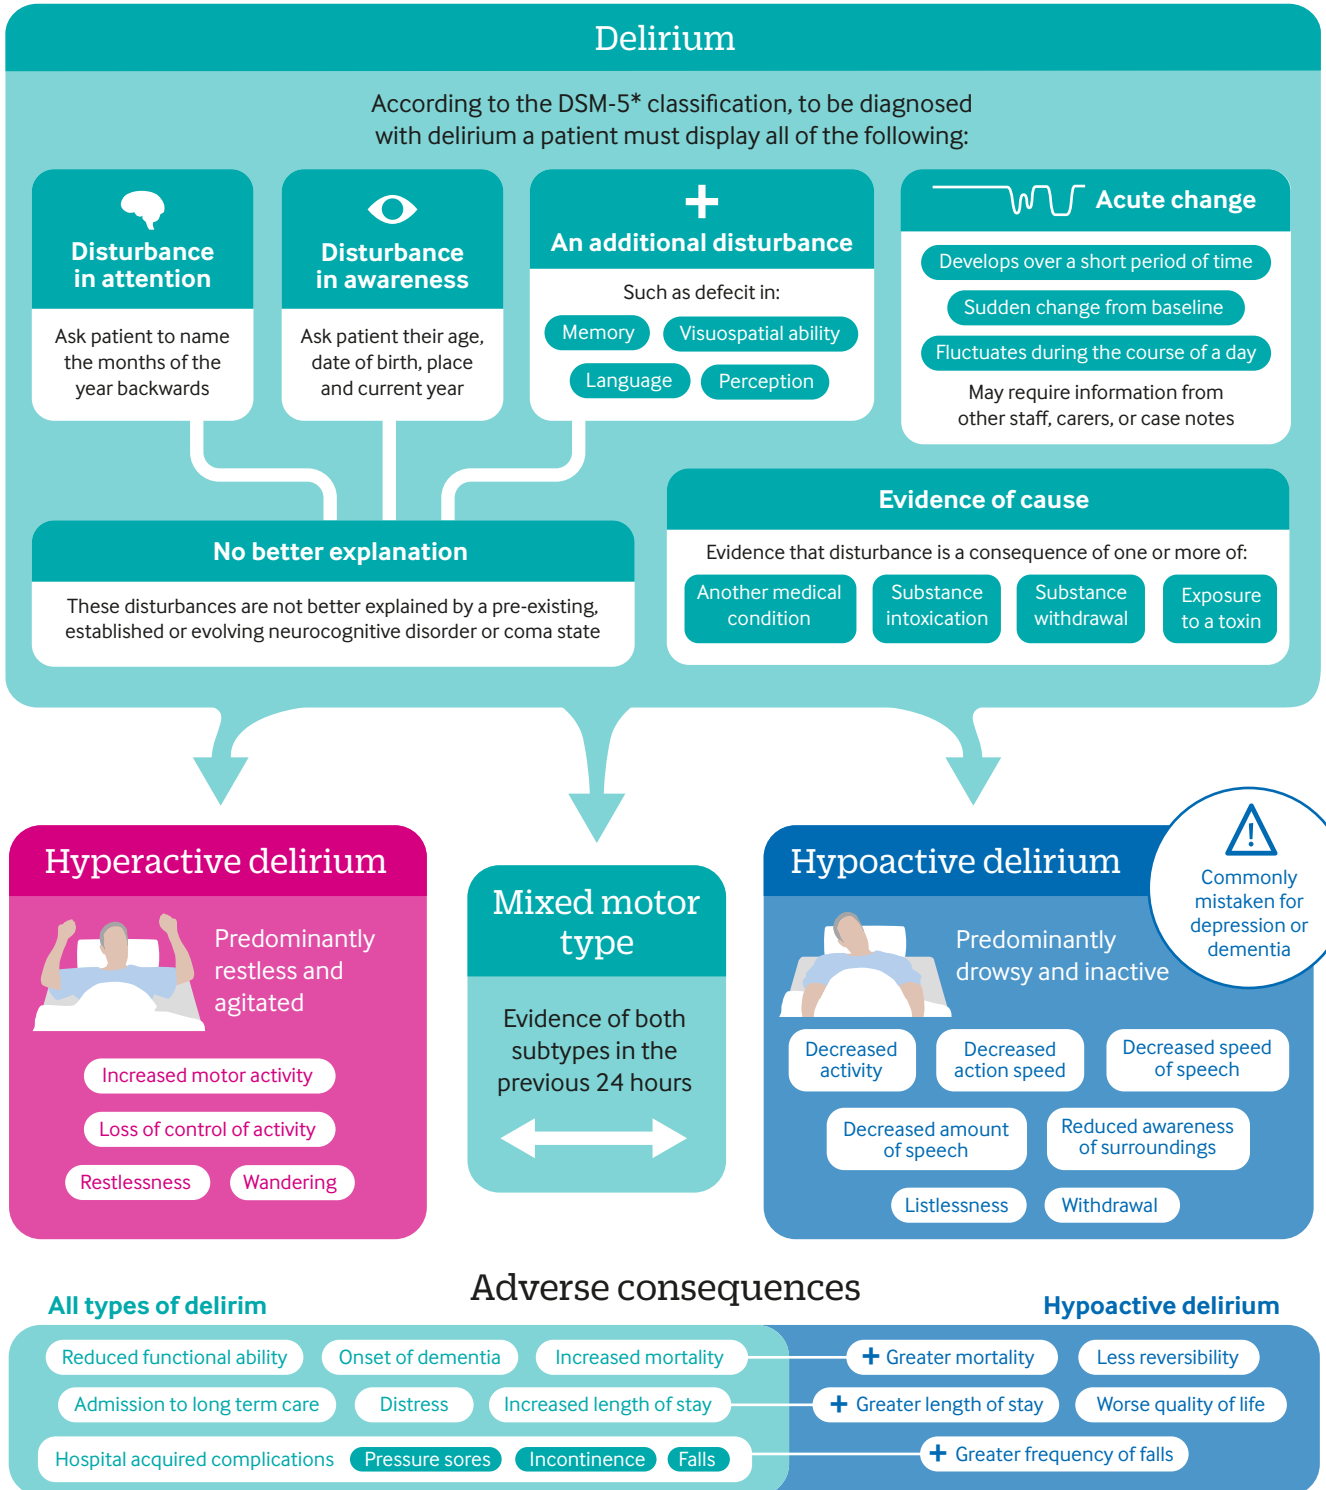 Delirium
According to the DSM-5* classification, to be diagnosed
with delirium a patient must display all of the following:
Disturbance
in attention
Ask patient to name
the months of the
year backwards
Disturbance
in awareness
Ask patient their age,
date of birth, place
and current year
An additional disturbance
Such as defecit in:
Memory
Visuospatial ability
Language
Perception
Acute change
Develops over a short period of time
Sudden change from baseline
Fluctuates during the course of a day
May require information from
other staff, carers, or case notes
No better explanation
These disturbances are not better explained by a pre-existing,
established or evolving neurocognitive disorder or coma state
Evidence of cause
Evidence that disturbance is a consequence of one or more of:
Another medical
condition
Substance
intoxication
Substance
withdrawal
Exposure
to a toxin
Hyperactive delirium
Predominantly
restless and
agitated
Increased motor activity
Loss of control of activity
Restlessness
Wandering
Mixed motor
type
Evidence of both
subtypes in the
previous 24 hours
Hypoactive delirium
!
Commonly
mistaken for
depression or
dementia
Predominantly
drowsy and inactive
Decreased
activity
Decreased
action speed
Decreased speed
of speech
Decreased amount
of speech
Reduced awareness
of surroundings
Listlessness
Withdrawal
Adverse consequences
All types of delirim
Hypoactive delirium
Reduced functional ability
Onset of dementia
Increased mortality
+ Greater mortality
Less reversibility
Admission to long term care
Distress
Increased length of stay
+ Greater length of stay
Worse quality of life
Hospital acquired complications
Pressure sores
Incontinence
Falls
+ Greater frequency of falls